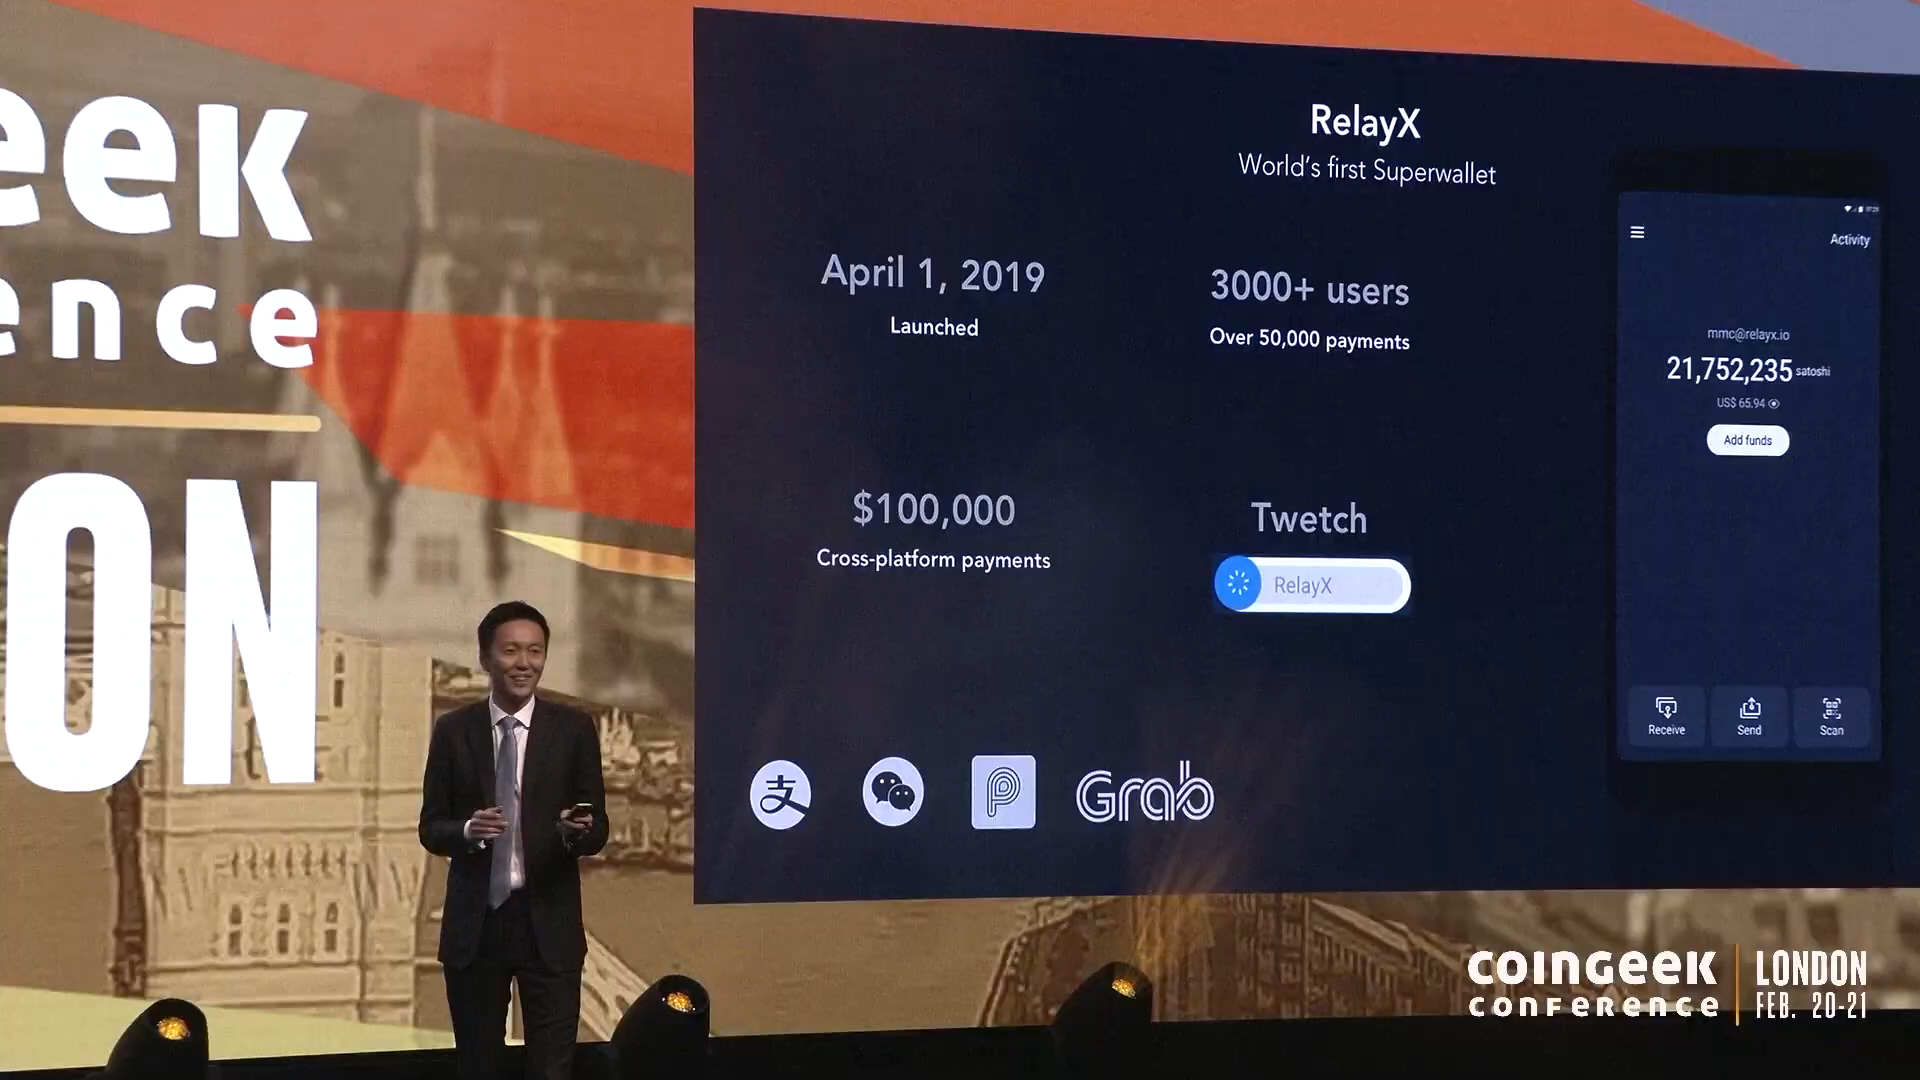 eek
ence
ON
RelayX
World's first Superwallet
April 1, 2019
Launched
3000+ users
Over 50,000 payments
$100,000
Cross-platform payments
Twetch
RelayX
支
P
Grab
Activity
mmc@relayx.io
21,752,235 satoshi
US$ 65.94
Add funds
Receive
Send
Scan
COINGEEK
CONFERENCE
LONDON
FEB. 20-21